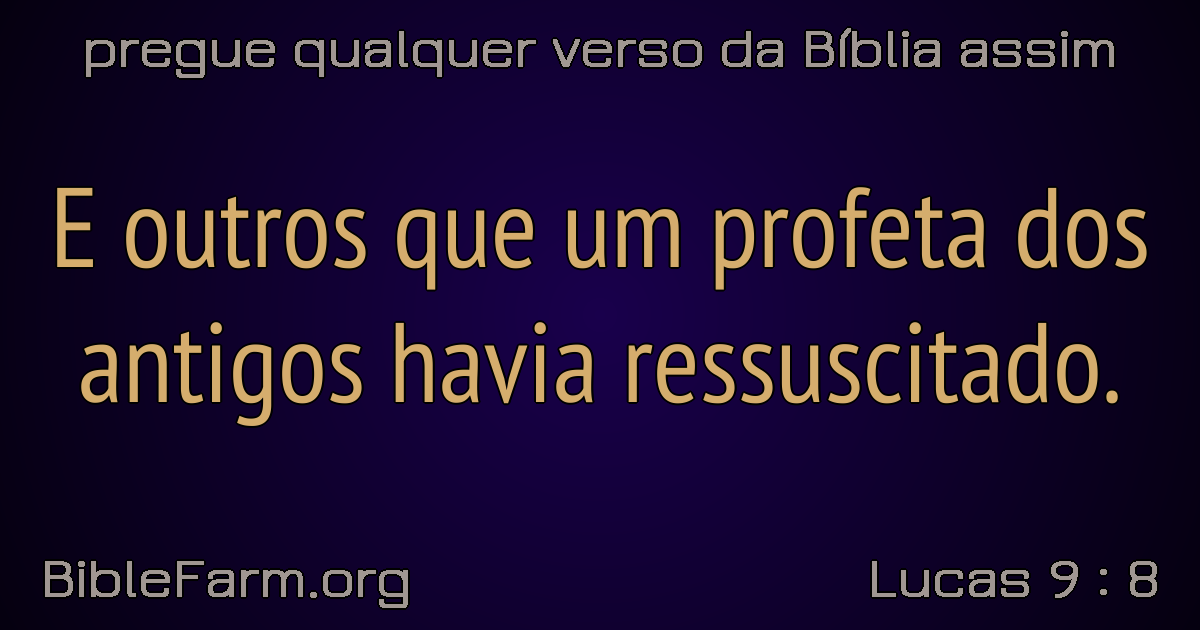 pregue qualquer verso da Bíblia assim
E outros que um profeta dos
antigos havia ressuscitado.
BibleFarm.org
Lucas 9 : 8